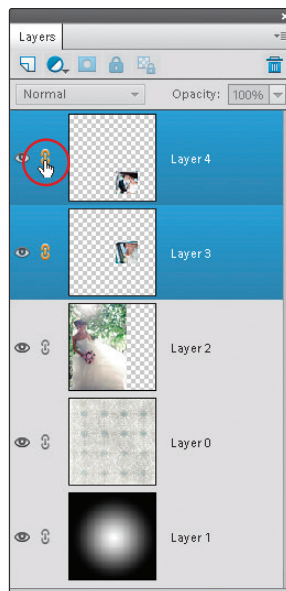 Layers
Normal Opacity: 100%
Layer 4
Layer 3
Layer 2
Layer 0
Layer 1